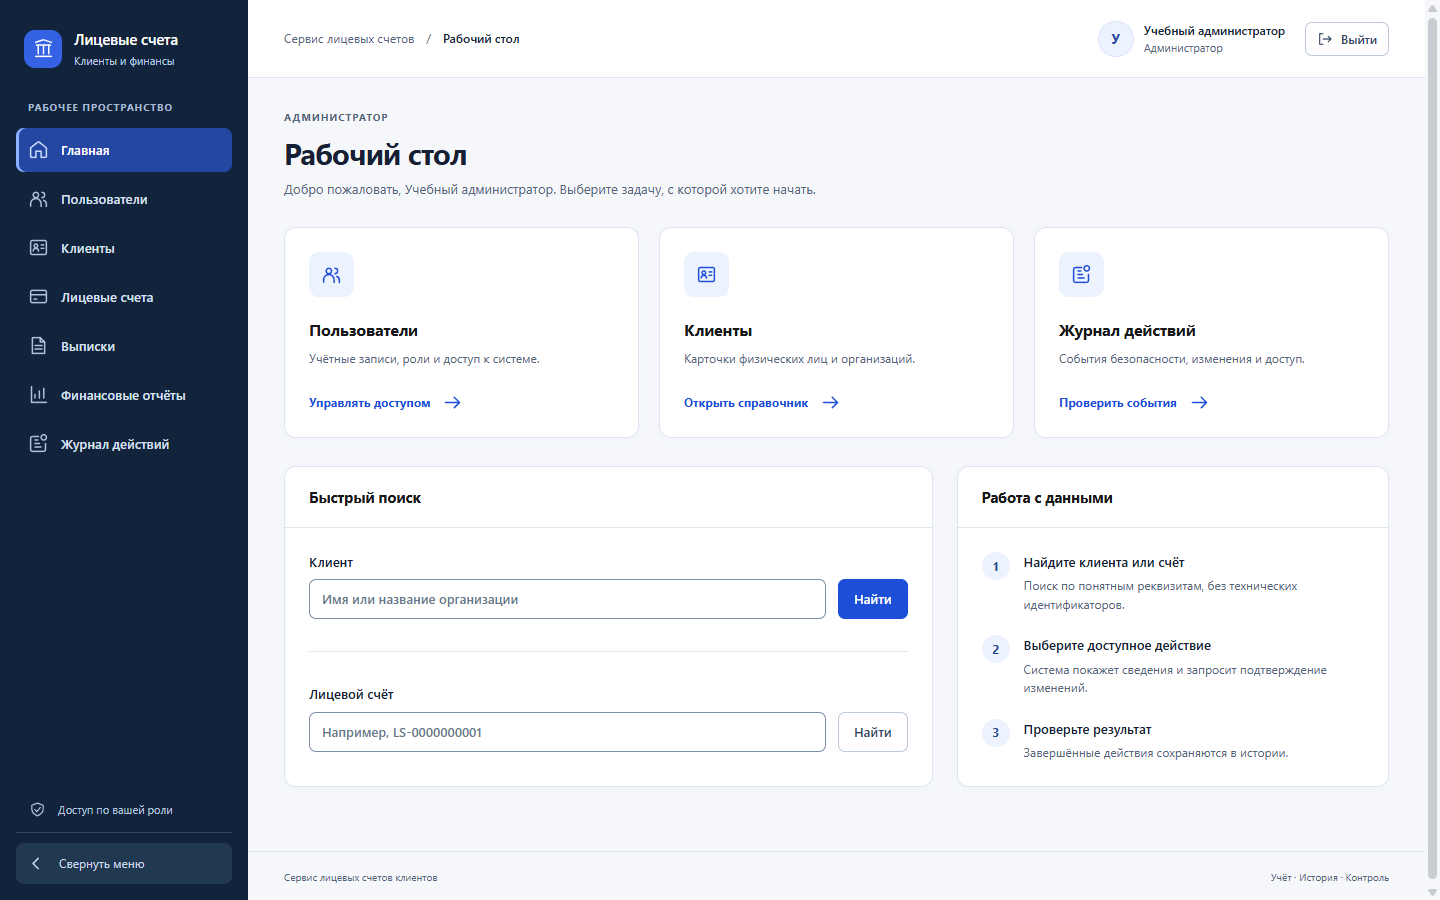 Лицевые счета
Клиенты и финансы
РАБОЧЕЕ ПРОСТРАНСТВО
Главная
Пользователи
Клиенты
Лицевые счета
Выписки
Финансовые отчёты
Журнал действий
Доступ по вашей роли
Свернуть меню
Сервис лицевых счетов / Рабочий стол
У
Учебный администратор
Администратор
Выйти
АДМИНИСТРАТОР
Рабочий стол
Добро пожаловать, Учебный администратор. Выберите задачу, с которой хотите начать.
Пользователи
Учётные записи, роли и доступ к системе.
Управлять доступом
Клиенты
Карточки физических лиц и организаций.
Открыть справочник
Журнал действий
События безопасности, изменения и доступ.
Проверить события
Быстрый поиск
Клиент
Имя или название организации
Найти
Лицевой счёт
Например, LS-0000000001
Найти
Работа с данными
1
Найдите клиента или счёт
Поиск по понятным реквизитам, без технических
идентификаторов.
2
Выберите доступное действие
Система покажет сведения и запросит подтверждение
изменений.
3
Проверьте результат
Завершённые действия сохраняются в истории.
Сервис лицевых счетов клиентов
Учёт · История · Контроль